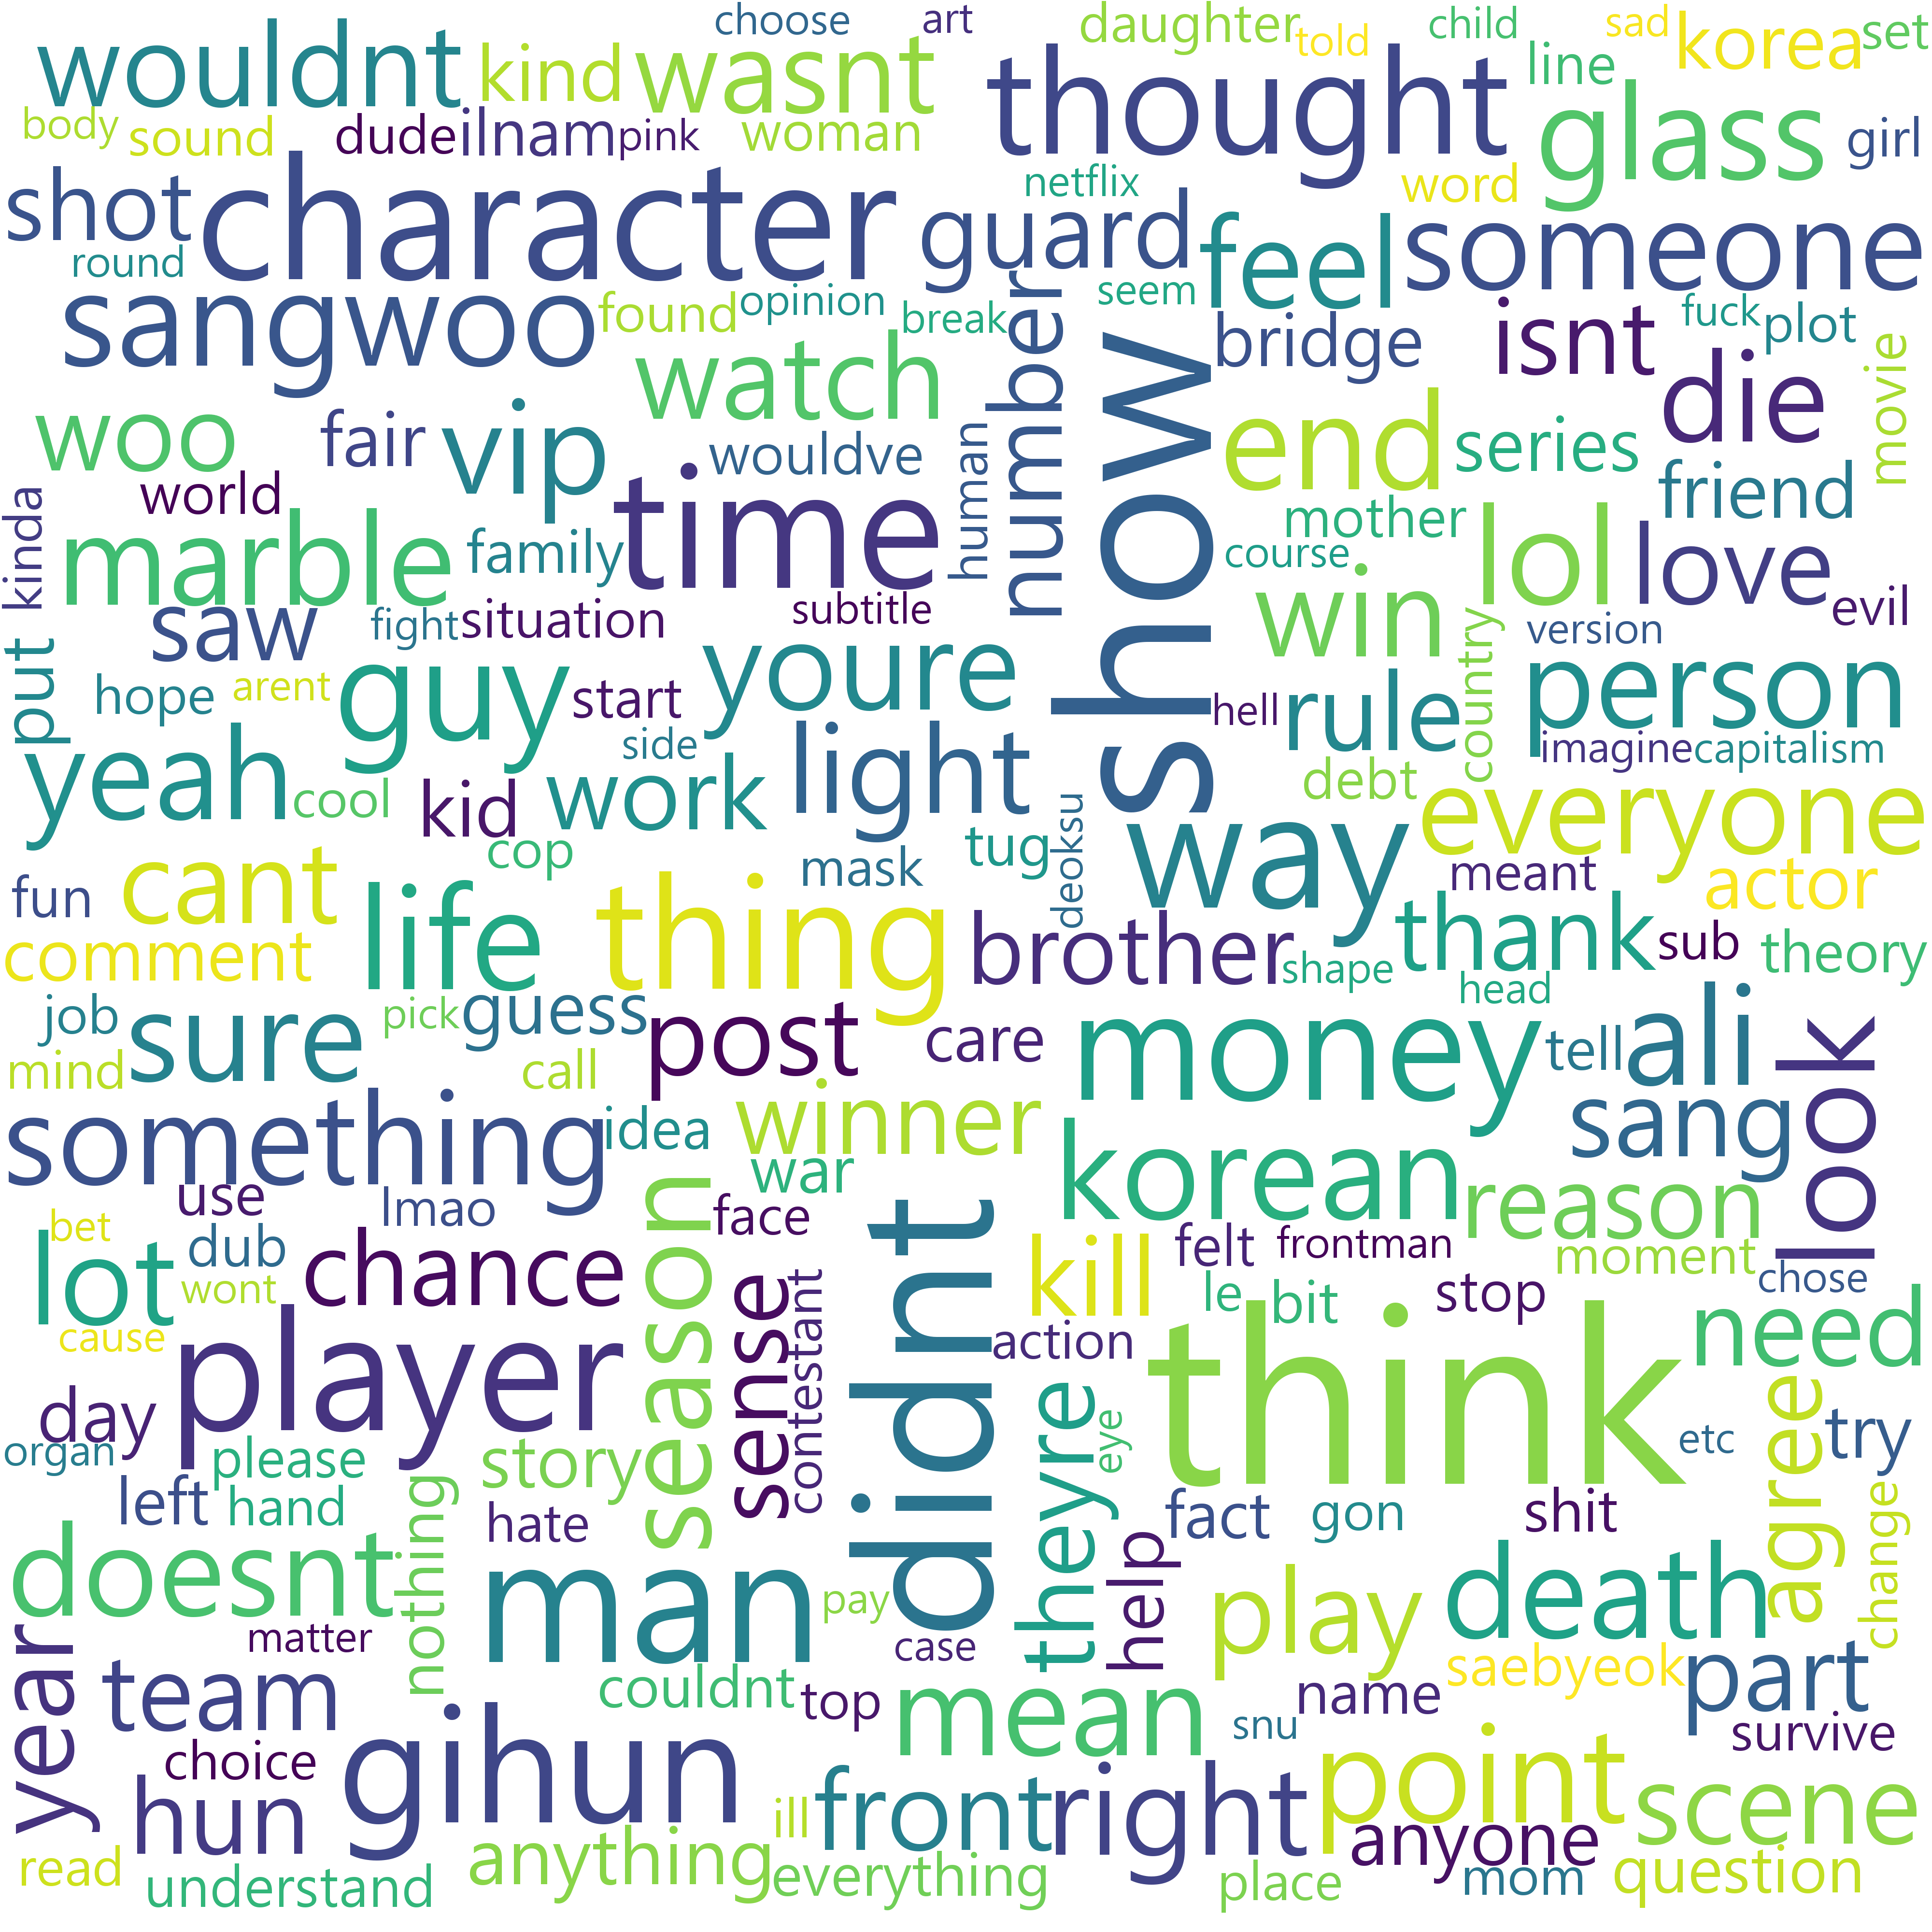 choose art daughter told child sad korea set
wouldnt kind wasnt thought line glass
body sound dude ilnam pink woman girl
shot character netflix word guard feel someone
round sangwoo found opinion break seem fuck plot
watch number show bridge isnt die movie
woo fair vip wouldve human end series friend
world time mother lol love
kinda marble family course win evil
saw fight situation subtitle country version
put hope arent guy start youre hell rule person
yeah cool side light imagine capitalism
kid work debt everyone
cant cop mask tug deoksu way meant actor
fun life thing brother thank sub theory
comment shape head
job sure pick guess post care money tell ali look
mind call sang
something idea winner korean
use lmao war reason
bet dub face season didnt felt frontman moment
lot wont chance kill le bit stop chose
cause player sense contestant action think need
day story they­re eye etc agree try
organ please
left hand nothing hate fact gon shit change
doesnt man pay help play death
year matter case
team couldnt top mean saebyeok part
choice snu name survive
hun gihun front right point scene
read anything ill everything anyone
understand place mom question